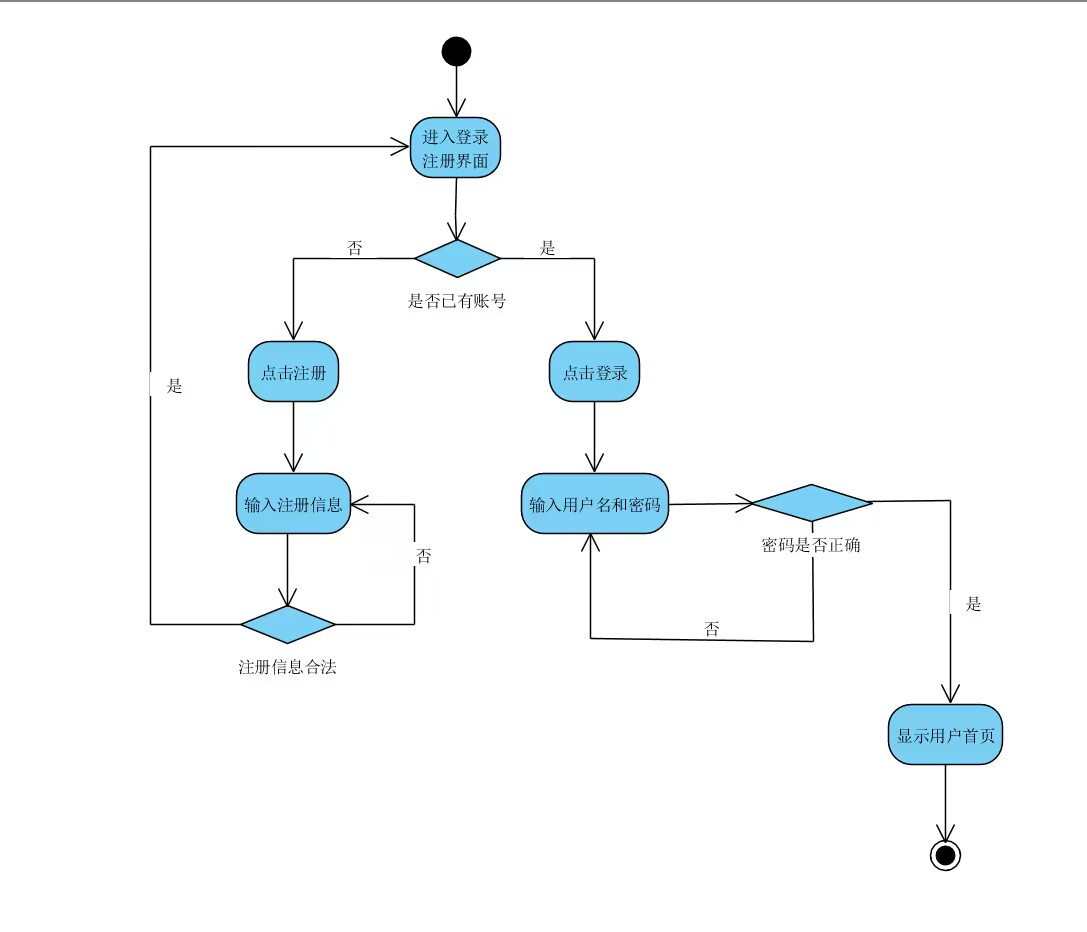 进入登录
注册界面
否
是
是否已有账号
点击注册
点击登录
是
输入注册信息
输入用户名和密码
密码是否正确
否
是
否
注册信息合法
显示用户首页